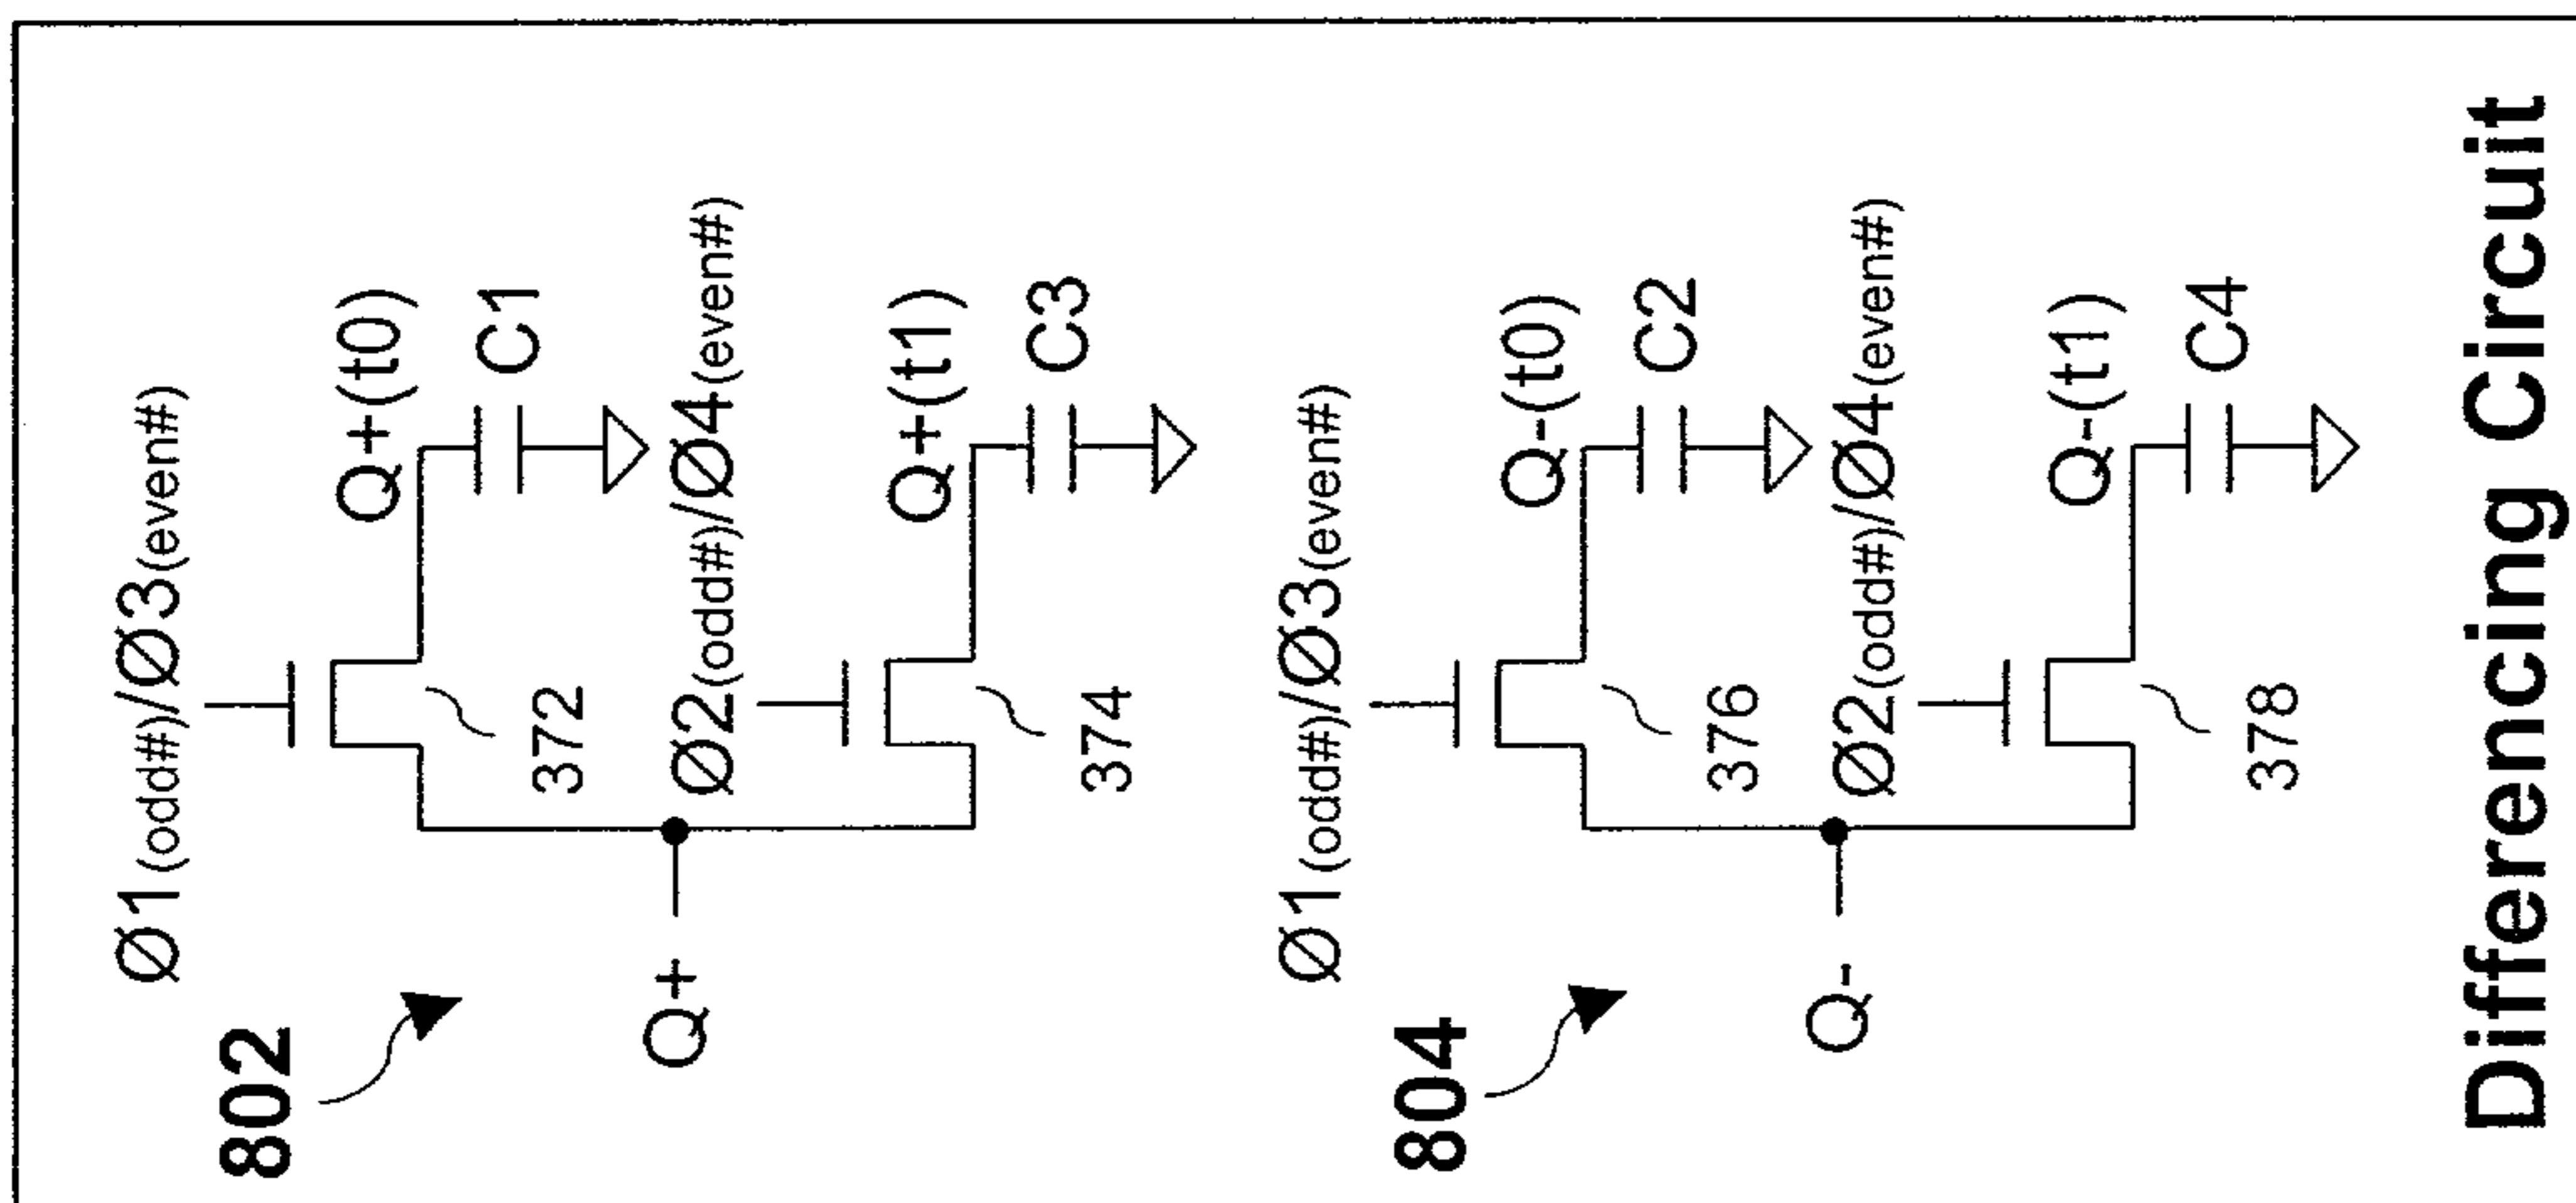 Ø1(odd#)/Ø3(even#)
802
Q+(t0)
372
C1
Q+
Ø2(odd#)/Ø4(even#)
Q+(t1)
374
C3
Ø1(odd#)/Ø3(even#)
804
Q-(t0)
376
C2
Q-
Ø2(odd#)/Ø4(even#)
Q-(t1)
378
C4
Differencing Circuit